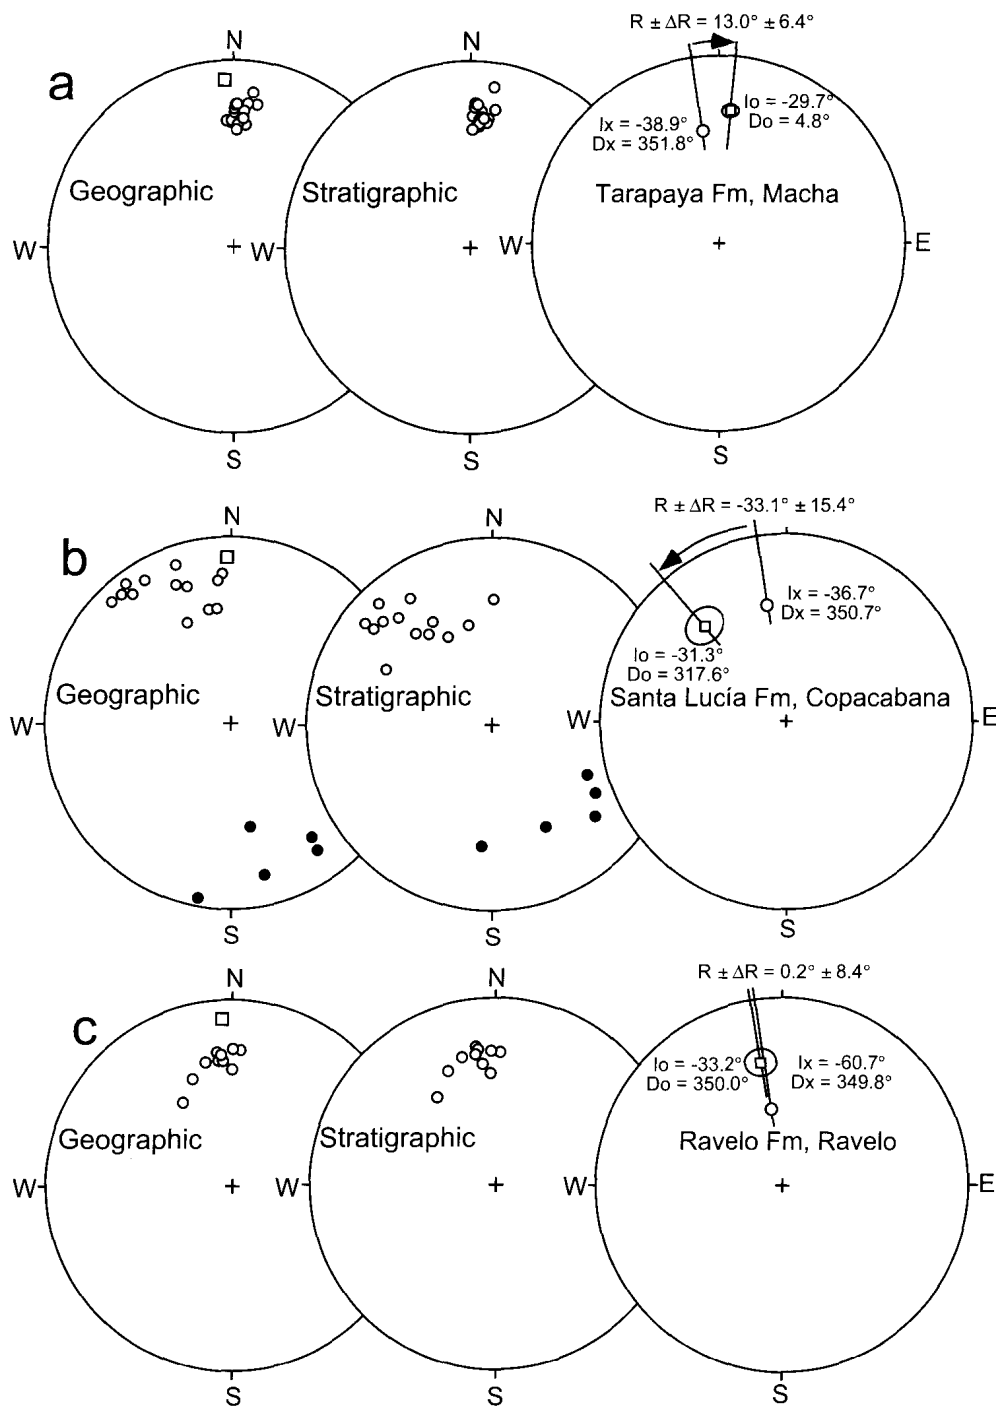 R ± ΔR = 13.0° ± 6.4°
a
N
N
Io = -29.7°
Do = 4.8°
Ix = -38.9°
Dx = 351.8°
Geographic
Stratigraphic
Tarapaya Fm, Macha
W
W
W
E
S
S
S
R ± ΔR = -33.1° ± 15.4°
b
N
N
Ix = -36.7°
Dx = 350.7°
Io = -31.3°
Do = 317.6°
Geographic
Stratigraphic
Santa Lucía Fm, Copacabana
W
W
W
E
S
S
S
R ± ΔR = 0.2° ± 8.4°
c
N
N
Io = -33.2°
Do = 350.0°
Ix = -60.7°
Dx = 349.8°
Geographic
Stratigraphic
Ravelo Fm, Ravelo
W
W
W
E
S
S
S